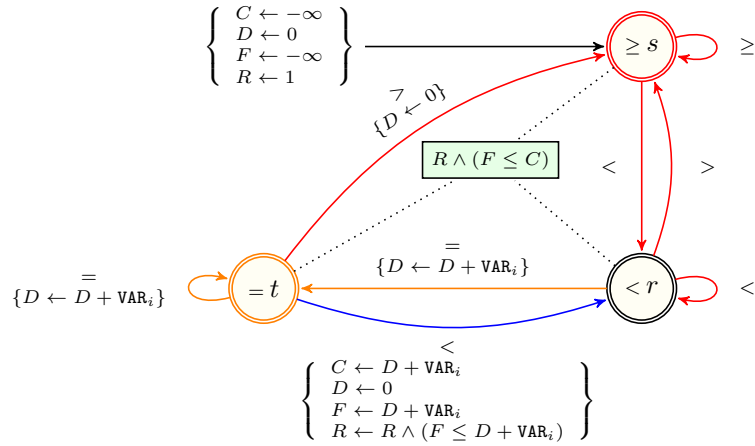 C ← −∞
D ← 0
F ← −∞
R ← 1
≥ s
≥
>
{D ← 0}
R ∧ (F ≤ C)
<
>
=
{D ← D + VAR_i}
=
{D ← D + VAR_i}
= t
< r
<
<
C ← D + VAR_i
D ← 0
F ← D + VAR_i
R ← R ∧ (F ≤ D + VAR_i)